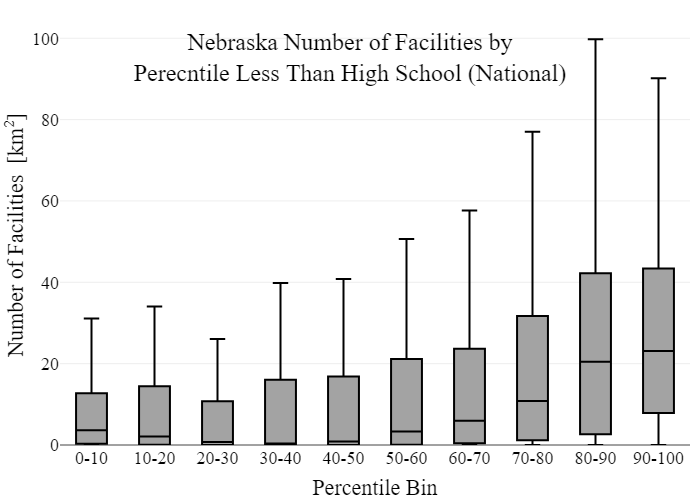 Nebraska Number of Facilities by
Perecntile Less Than High School (National)
Number of Facilities [km²]
100
80
60
40
20
0
0-10 10-20 20-30 30-40 40-50 50-60 60-70 70-80 80-90 90-100
Percentile Bin